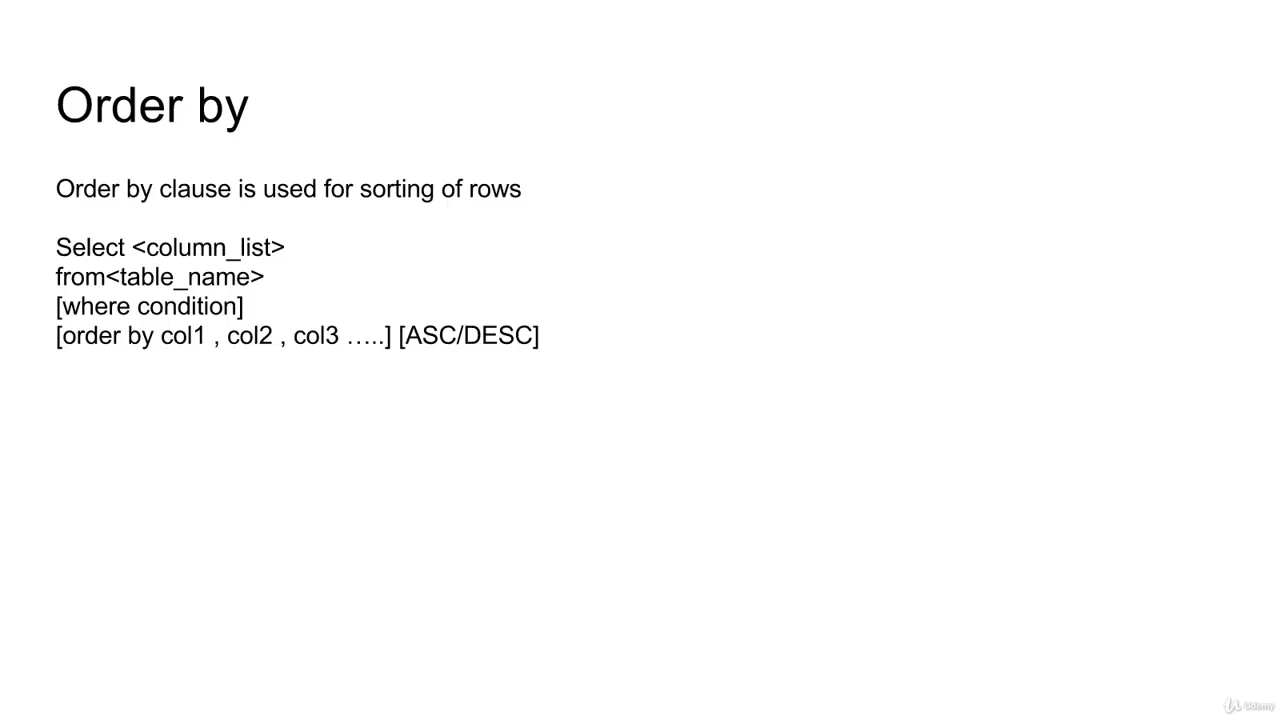 Order by
Order by clause is used for sorting of rows
Select <column_list>
from<table_name>
[where condition]
[order by col1 , col2 , col3 …..] [ASC/DESC]
Udemy